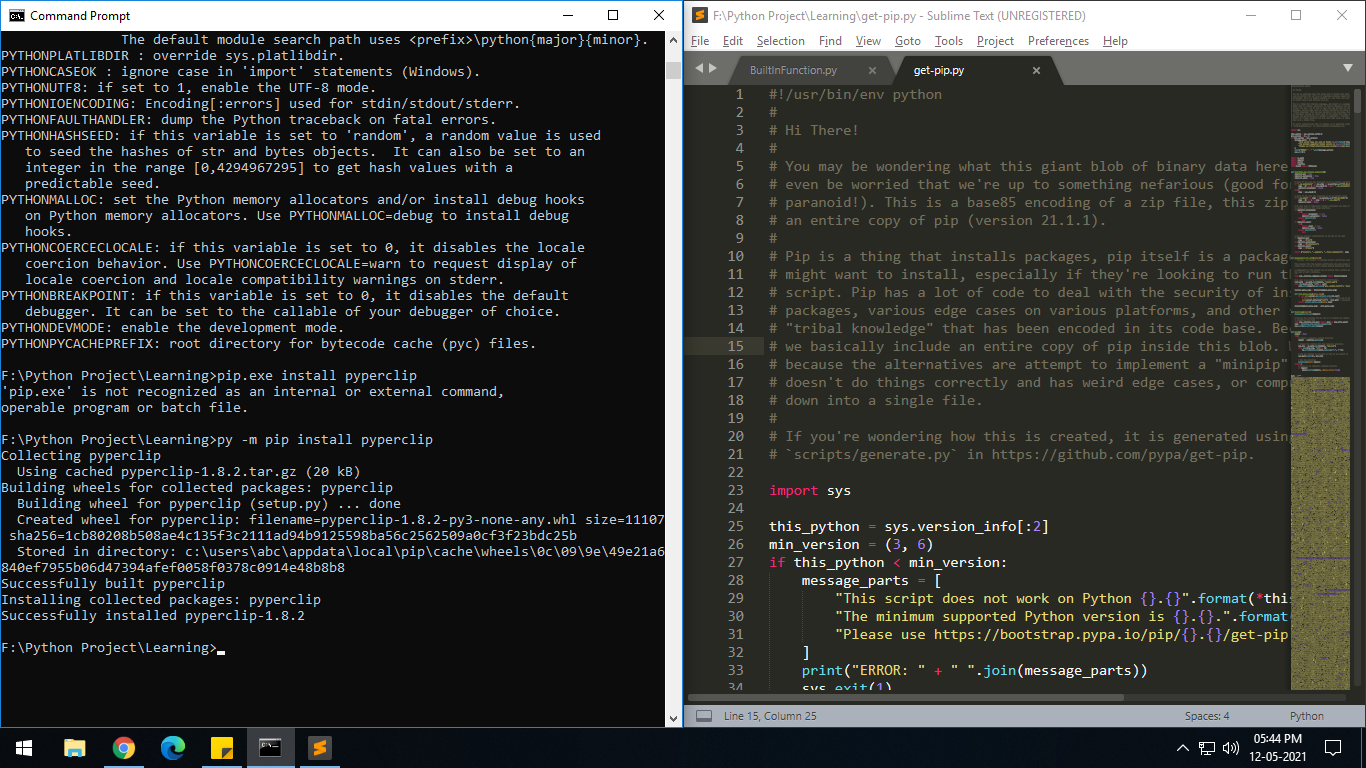 Command Prompt
The default module search path uses <prefix>\python{major}{minor}.
PYTHONPLATLIBDIR : override sys.platlibdir.
PYTHONCASEOK : ignore case in 'import' statements (Windows).
PYTHONUTF8: if set to 1, enable the UTF-8 mode.
PYTHONIOENCODING: Encoding[:errors] used for stdin/stdout/stderr.
PYTHONFAULTHANDLER: dump the Python traceback on fatal errors.
PYTHONHASHSEED: if this variable is set to 'random', a random value is used
to seed the hashes of str and bytes objects.  It can also be set to an
integer in the range [0,4294967295] to get hash values with a
predictable seed.
PYTHONMALLOC: set the Python memory allocators and/or install debug hooks
on Python memory allocators. Use PYTHONMALLOC=debug to install debug
hooks.
PYTHONCOERCECLOCALE: if this variable is set to 0, it disables the locale
coercion behavior. Use PYTHONCOERCECLOCALE=warn to request display of
locale coercion and locale compatibility warnings on stderr.
PYTHONBREAKPOINT: if this variable is set to 0, it disables the default
debugger. It can be set to the callable of your debugger of choice.
PYTHONDEVMODE: enable the development mode.
PYTHONPYCACHEPREFIX: root directory for bytecode cache (pyc) files.
F:\Python Project\Learning>pip.exe install pyperclip
'pip.exe' is not recognized as an internal or external command,
operable program or batch file.
F:\Python Project\Learning>py -m pip install pyperclip
Collecting pyperclip
Using cached pyperclip-1.8.2.tar.gz (20 kB)
Building wheels for collected packages: pyperclip
Building wheel for pyperclip (setup.py) ... done
Created wheel for pyperclip: filename=pyperclip-1.8.2-py3-none-any.whl size=11107
sha256=1cb80208b508ae4c135f3c2111ad94b9125598ba56c2562509a0cf3f23bdc25b
Stored in directory: c:\users\abc\appdata\local\pip\cache\wheels\0c\09\9e\49e21a6
840ef7955b06d47394afef0058f0378c0914e48b8b8
Successfully built pyperclip
Installing collected packages: pyperclip
Successfully installed pyperclip-1.8.2
F:\Python Project\Learning>
F:\Python Project\Learning\get-pip.py - Sublime Text (UNREGISTERED)
File Edit Selection Find View Goto Tools Project Preferences Help
BuiltInFunction.py get-pip.py
1 #!/usr/bin/env python
2 #
3 # Hi There!
4 #
5 # You may be wondering what this giant blob of binary data here
6 # even be worried that we're up to something nefarious (good fo
7 # paranoid!). This is a base85 encoding of a zip file, this zip
8 # an entire copy of pip (version 21.1.1).
9 #
10 # Pip is a thing that installs packages, pip itself is a packag
11 # might want to install, especially if they're looking to run t
12 # script. Pip has a lot of code to deal with the security of in
13 # packages, various edge cases on various platforms, and other
14 # "tribal knowledge" that has been encoded in its code base. Be
15 # we basically include an entire copy of pip inside this blob.
16 # because the alternatives are attempt to implement a "minipip"
17 # doesn't do things correctly and has weird edge cases, or comp
18 # down into a single file.
19 #
20 # If you're wondering how this is created, it is generated usin
21 # `scripts/generate.py` in https://github.com/pypa/get-pip.
22
23 import sys
24
25 this_python = sys.version_info[:2]
26 min_version = (3, 6)
27 if this_python < min_version:
28 message_parts = [
29 "This script does not work on Python {}.{}".format(*thi
30 "The minimum supported Python version is {}.{}.".format
31 "Please use https://bootstrap.pypa.io/pip/{}.{}/get-pip
32 ]
33 print("ERROR: " + " ".join(message_parts))
34 sys.exit(1)
Line 15, Column 25 Spaces: 4 Python
05:44 PM
12-05-2021